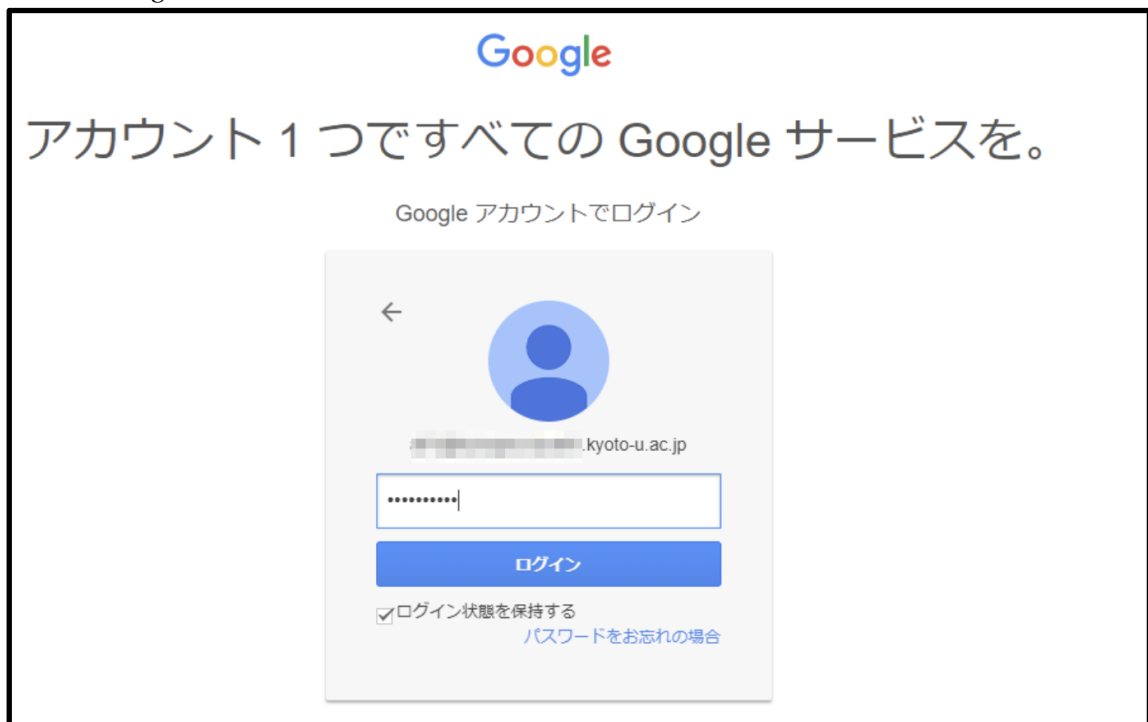 Google
アカウント 1 つですべての Google サービスを。
Google アカウントでログイン
.kyoto-u.ac.jp
••••••••••
ログイン
ログイン状態を保持する
パスワードをお忘れの場合